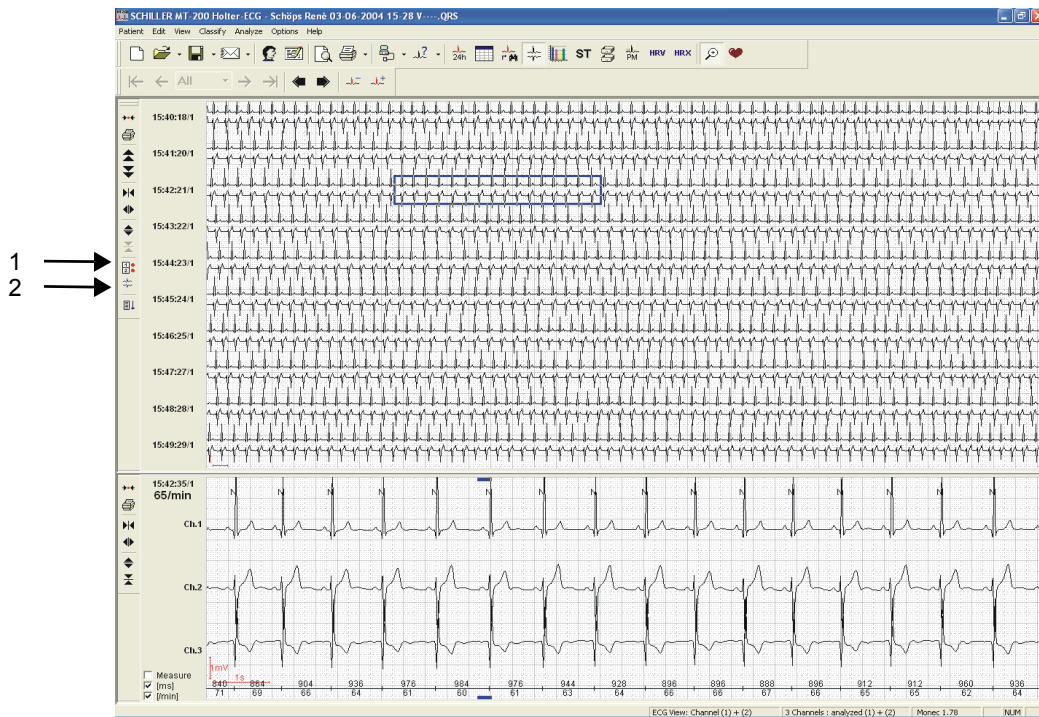 SCHILLER MT-200 Holter-ECG - Schöps Renè 03-06-2004 15-28 V----.QRS
Patient Edit View Classify Analyze Options Help
24h ST PM HRV HRX
All
15:40:18/1
15:41:20/1
15:42:21/1
15:43:22/1
1
15:44:23/1
2
15:45:24/1
15:46:25/1
15:47:27/1
15:48:28/1
15:49:29/1
15:42:35/1
65/min
N N N N N N N N N N N N N N N N
Ch.1
Ch.2
Ch.3
1mV
Measure
1s
[ms] 840 864 904 936 976 984 976 944 928 896 896 888 896 912 912 960 936
[/min] 71 69 66 64 61 60 61 63 64 66 66 66 66 65 65 62 64
ECG View: Channel (1) + (2) 3 Channels : analyzed (1) + (2) Monec 1.78 NUM